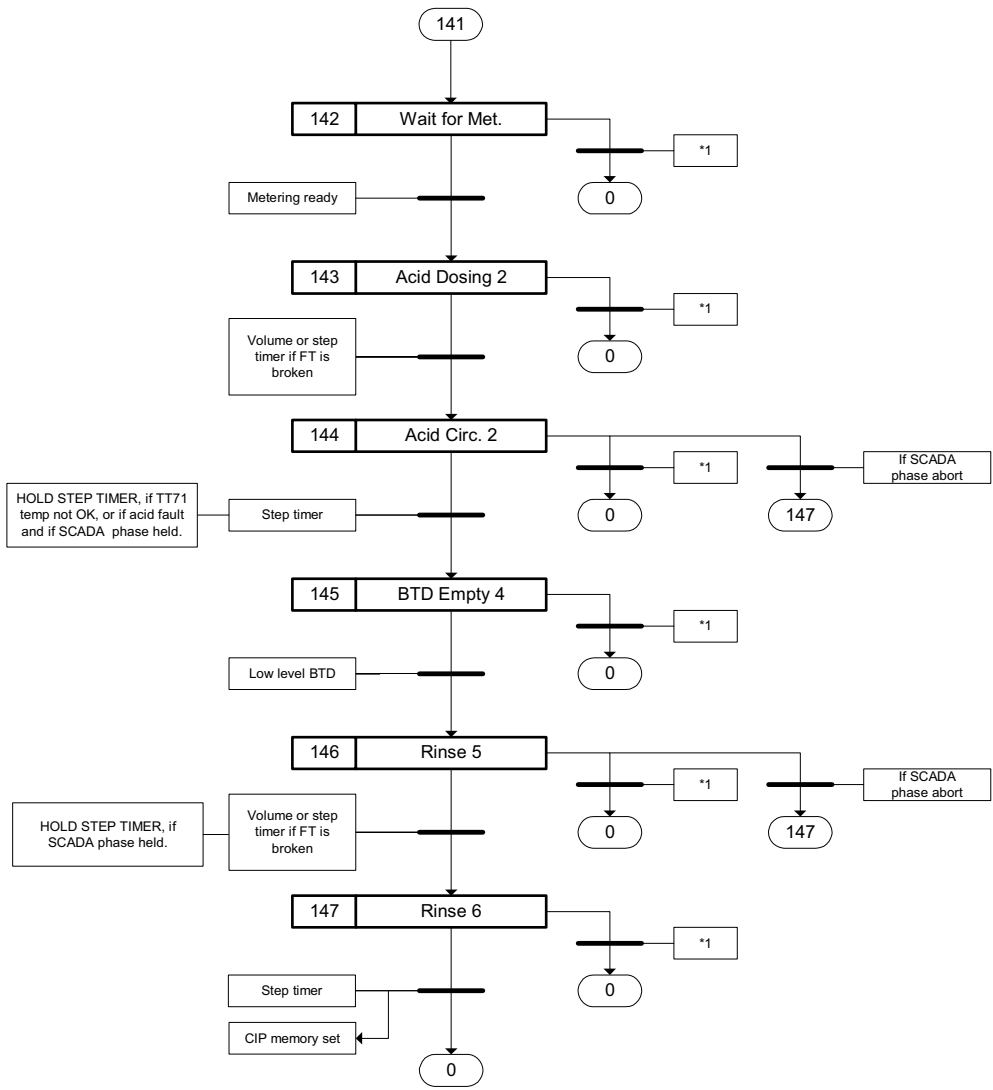 141
142 Wait for Met.
*1
Metering ready
0
143 Acid Dosing 2
*1
Volume or step
timer if FT is
broken
0
144 Acid Circ. 2
*1
If SCADA
phase abort
HOLD STEP TIMER, if TT71
temp not OK, or if acid fault
and if SCADA phase held.
Step timer
0
147
145 BTD Empty 4
*1
Low level BTD
0
146 Rinse 5
*1
If SCADA
phase abort
HOLD STEP TIMER, if
SCADA phase held.
Volume or step
timer if FT is
broken
0
147
147 Rinse 6
*1
Step timer
0
CIP memory set
0